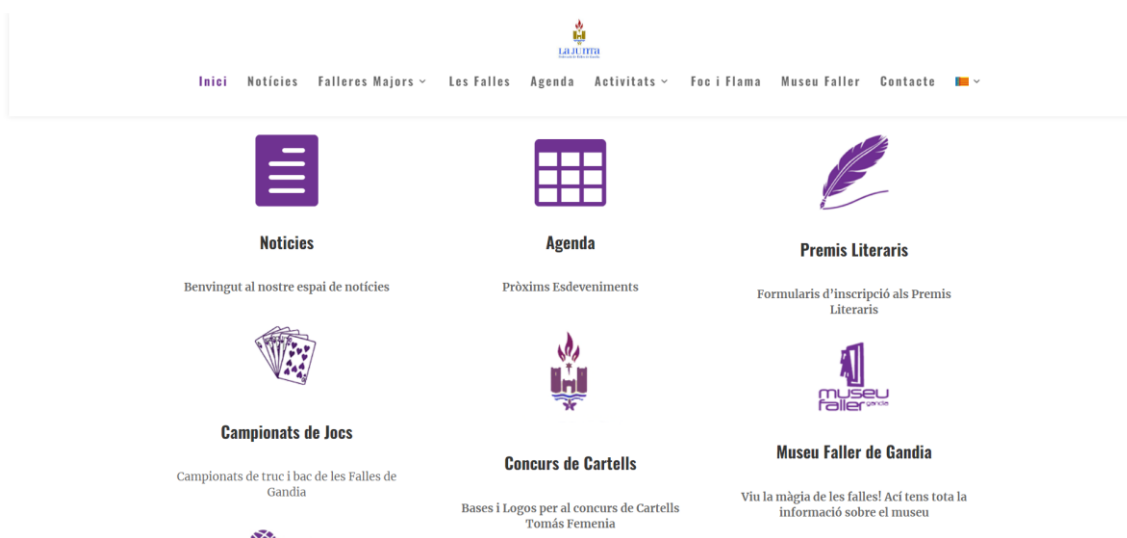 LA JUNTA
Inici Notícies Falleres Majors Les Falles Agenda Activitats Foc i Flama Museu Faller Contacte
Noticies
Benvingut al nostre espai de notícies
Agenda
Pròxims Esdeveniments
Premis Literaris
Formularis d’inscripció als Premis
Literaris
Campionats de Jocs
Campionats de truc i bac de les Falles de
Gandia
Concurs de Cartells
Bases i Logos per al concurs de Cartells
Tomás Femenia
museu
faller gandia
Museu Faller de Gandia
Viu la màgia de les falles! Ací tens tota la
informació sobre el museu